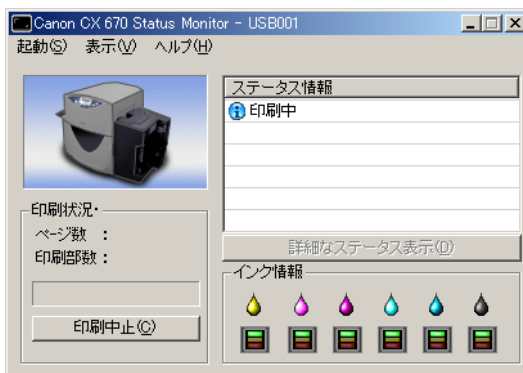 Canon CX 670 Status Monitor - USB001
起動(S) 表示(V) ヘルプ(H)
ステータス情報
印刷中
印刷状況・
ページ数 :
印刷部数 :
詳細なステータス表示(D)
インク情報
印刷中止(C)